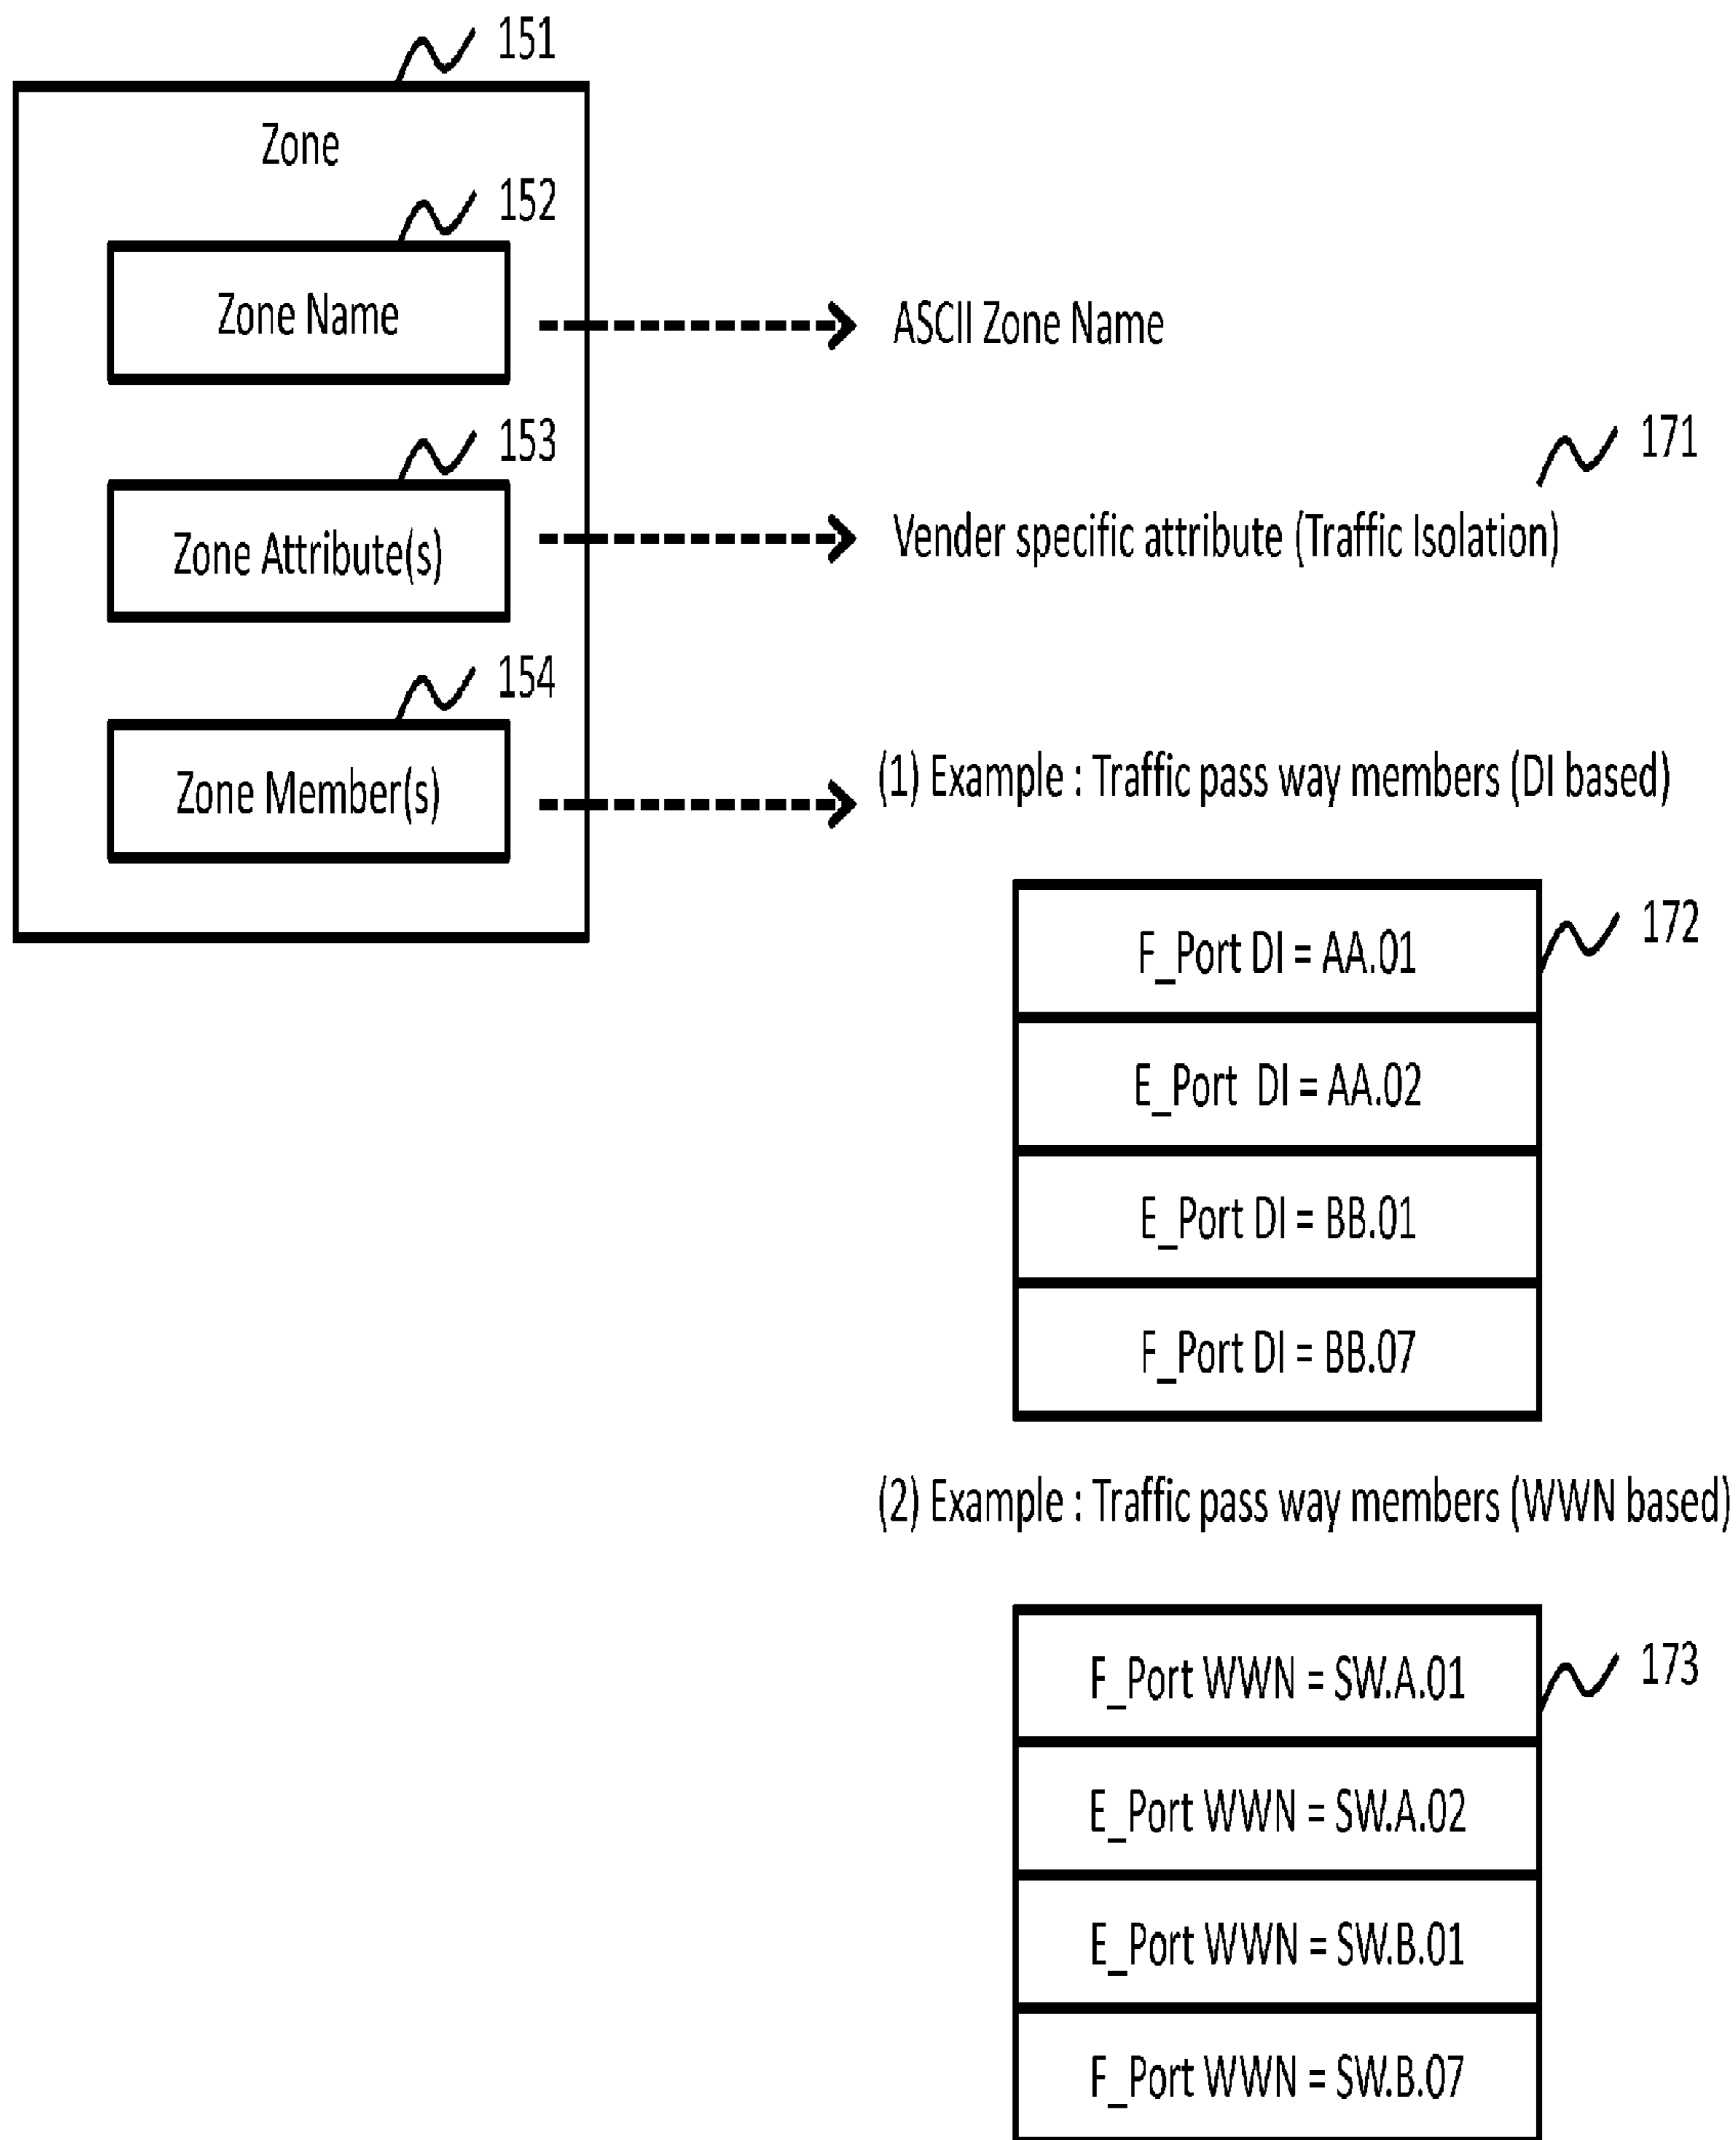 151
Zone
152
Zone Name
ASCII Zone Name
153
171
Zone Attribute(s)
Vender specific attribute (Traffic Isolation)
154
Zone Member(s)
(1) Example : Traffic pass way members (DI based)
172
F_Port DI = AA.01
E_Port DI = AA.02
E_Port DI = BB.01
F_Port DI = BB.07
(2) Example : Traffic pass way members (WWN based)
173
F_Port WWN = SW.A.01
E_Port WWN = SW.A.02
E_Port WWN = SW.B.01
F_Port WWN = SW.B.07